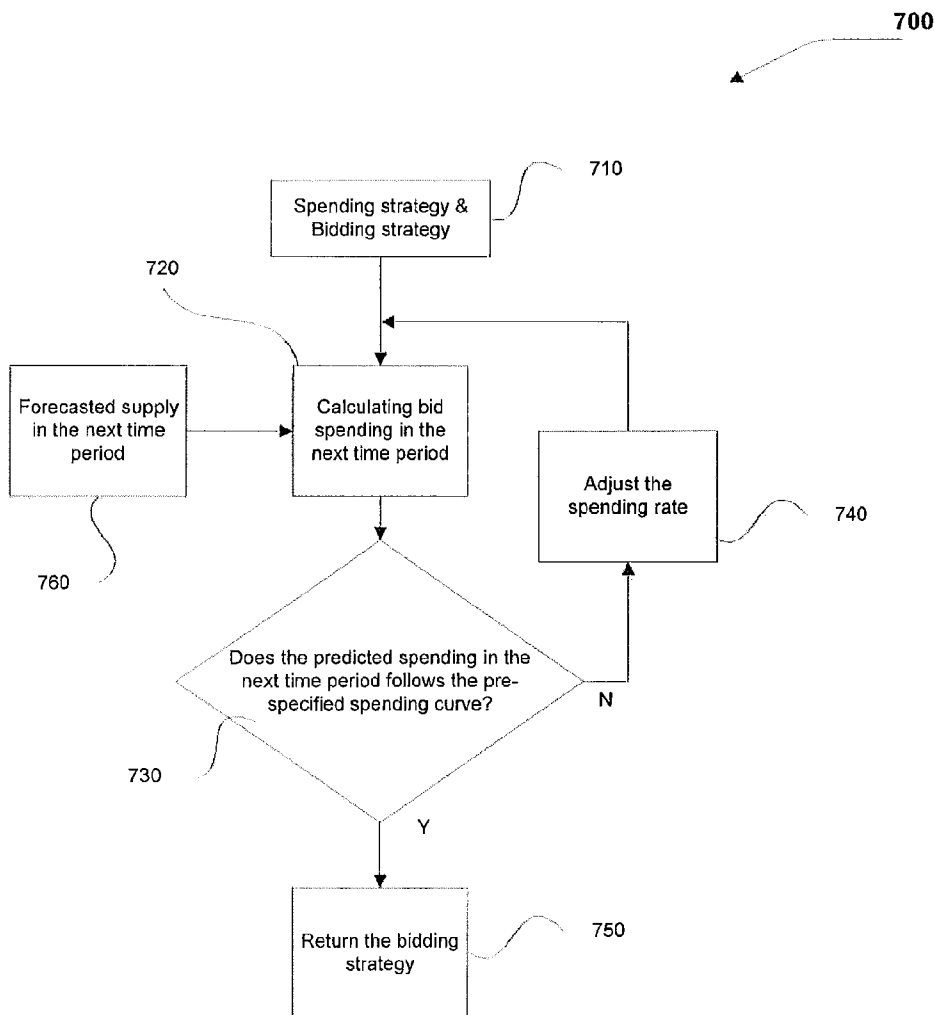 700
710
Spending strategy &
Bidding strategy
720
Forecasted supply
in the next time
period
Calculating bid
spending in the
next time period
Adjust the
spending rate
740
760
Does the predicted spending in the
next time period follows the pre-
specified spending curve?
N
730
Y
Return the bidding
strategy
750